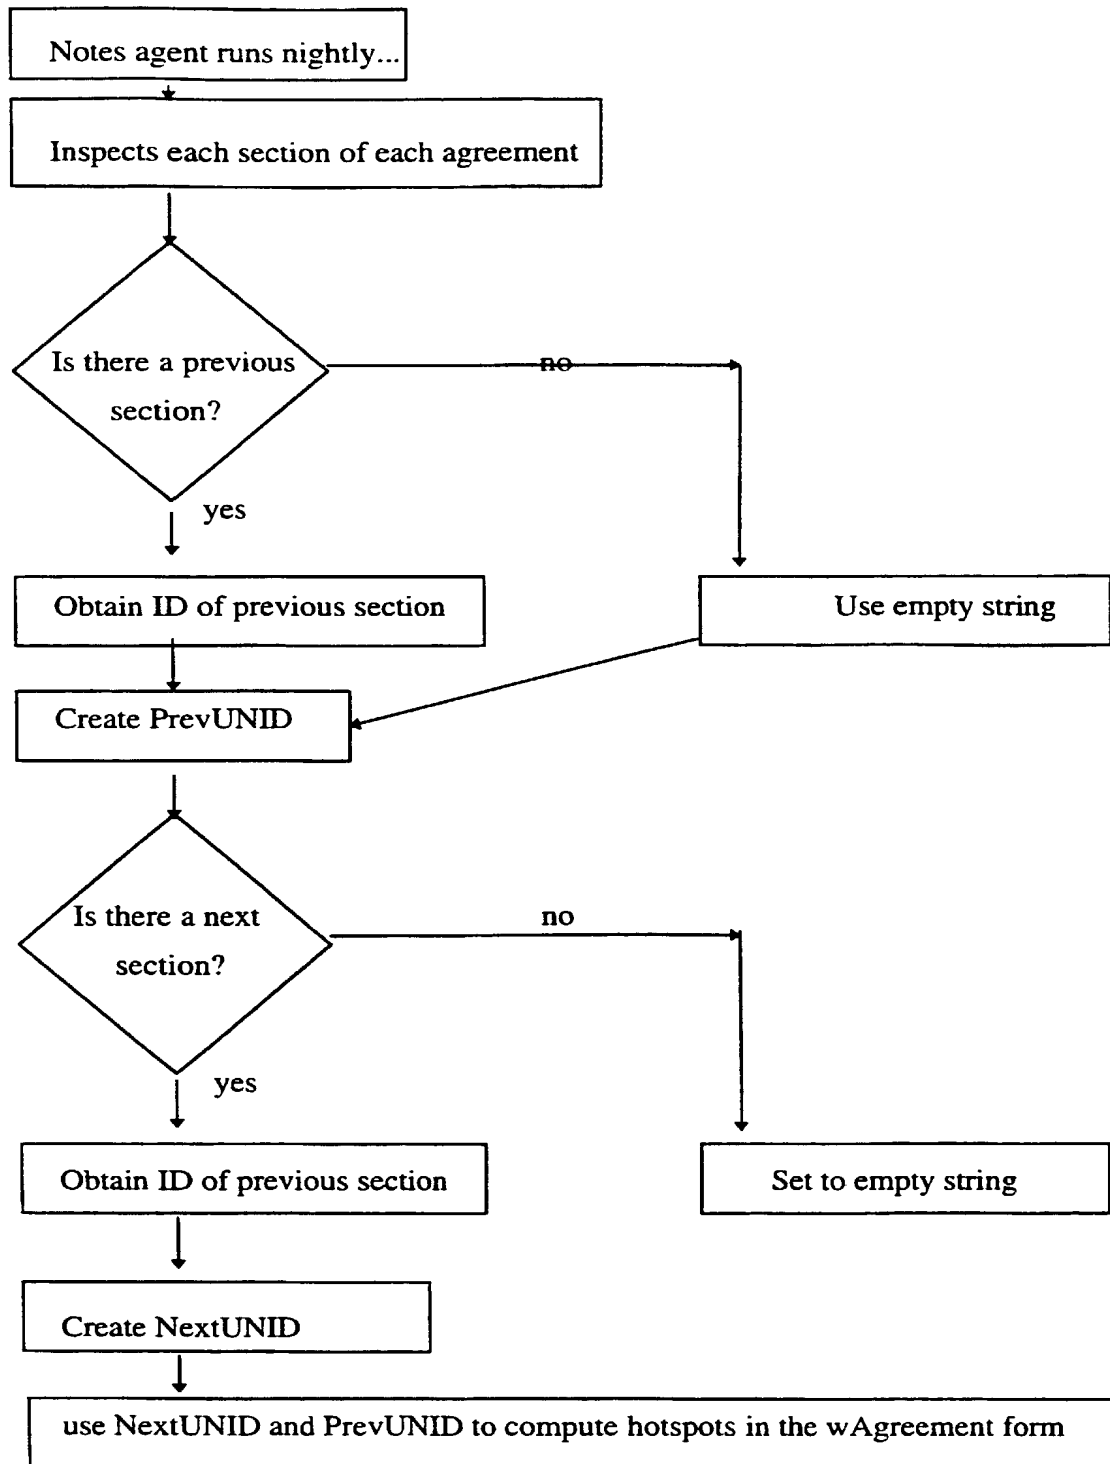 Notes agent runs nightly...
Inspects each section of each agreement
Is there a previous
section?
no
yes
Obtain ID of previous section
Use empty string
Create PrevUNID
Is there a next
section?
no
yes
Obtain ID of previous section
Set to empty string
Create NextUNID
use NextUNID and PrevUNID to compute hotspots in the wAgreement form